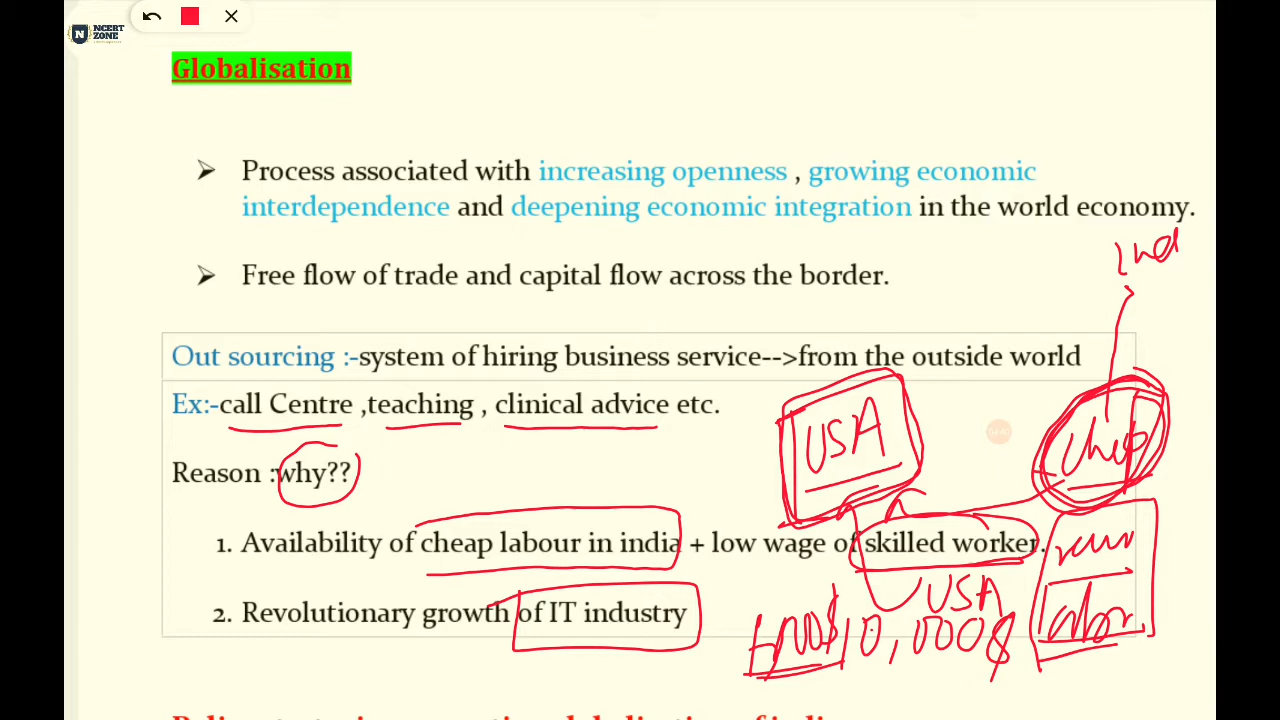 NCERT
ZONE
Globalisation
➢ Process associated with increasing openness , growing economic
interdependence and deepening economic integration in the world economy.
ind
➢ Free flow of trade and capital flow across the border.
Out sourcing :-system of hiring business service-->from the outside world
Ex:-call Centre ,teaching , clinical advice etc.
USA
Reason :why??
1. Availability of cheap labour in india + low wage of skilled worker.
USA
2. Revolutionary growth of IT industry
10,000$
labor